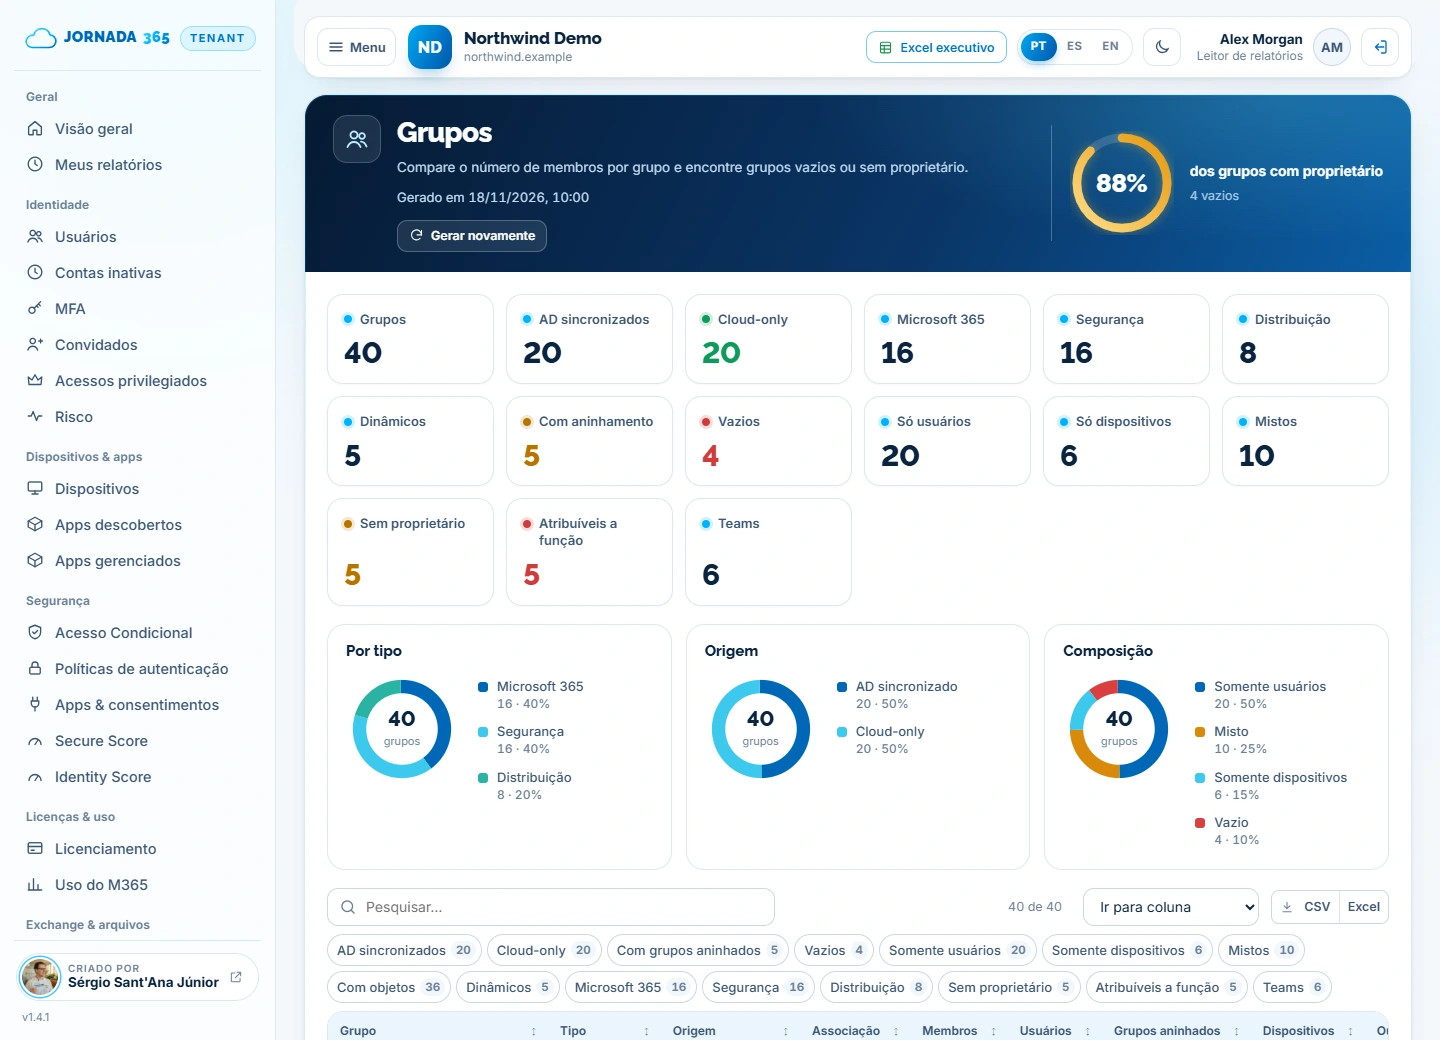 JORNADA 365 TENANT
Geral
Visão geral
Meus relatórios
Identidade
Usuários
Contas inativas
MFA
Convidados
Acessos privilegiados
Risco
Dispositivos & apps
Dispositivos
Apps descobertos
Apps gerenciados
Segurança
Acesso Condicional
Políticas de autenticação
Apps & consentimentos
Secure Score
Identity Score
Licenças & uso
Licenciamento
Uso do M365
Exchange & arquivos
CRIADO POR
Sérgio Sant'Ana Júnior
v1.4.1
Menu
ND
Northwind Demo
northwind.example
Excel executivo
PT ES EN
Alex Morgan
Leitor de relatórios
AM
Grupos
Compare o número de membros por grupo e encontre grupos vazios ou sem proprietário.
Gerado em 18/11/2026, 10:00
Gerar novamente
88%
dos grupos com proprietário
4 vazios
Grupos
40
AD sincronizados
20
Cloud-only
20
Microsoft 365
16
Segurança
16
Distribuição
8
Dinâmicos
5
Com aninhamento
5
Vazios
4
Só usuários
20
Só dispositivos
6
Mistos
10
Sem proprietário
5
Atribuíveis a
função
5
Teams
6
Por tipo
40
grupos
Microsoft 365
16 · 40%
Segurança
16 · 40%
Distribuição
8 · 20%
Origem
40
grupos
AD sincronizado
20 · 50%
Cloud-only
20 · 50%
Composição
40
grupos
Somente usuários
20 · 50%
Misto
10 · 25%
Somente dispositivos
6 · 15%
Vazio
4 · 10%
Pesquisar...
40 de 40
Ir para coluna
CSV Excel
AD sincronizados 20 Cloud-only 20 Com grupos aninhados 5 Vazios 4 Somente usuários 20 Somente dispositivos 6 Mistos 10
Com objetos 36 Dinâmicos 5 Microsoft 365 16 Segurança 16 Distribuição 8 Sem proprietário 5 Atribuíveis a função 5 Teams 6
Grupo Tipo Origem Associação Membros Usuários Grupos aninhados Dispositivos